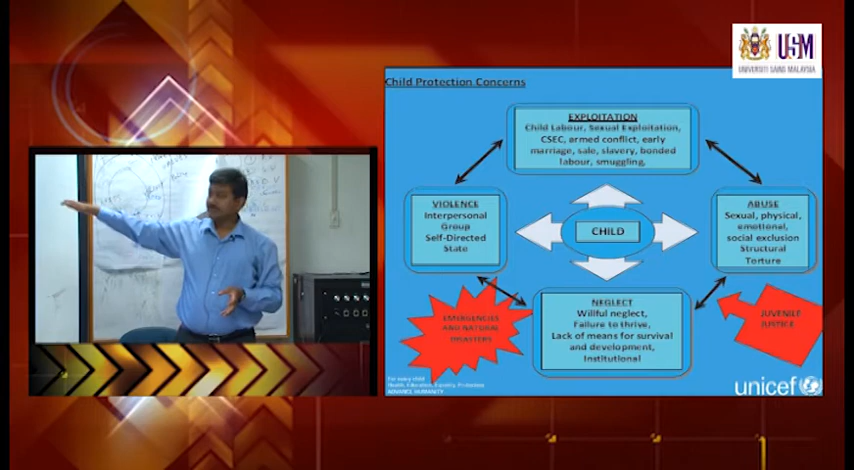 USM
UNIVERSITI SAINS MALAYSIA
Child Protection Concerns
EXPLOITATION
Child Labour, Sexual Exploitation,
CSEC, armed conflict, early
marriage, sale, slavery, bonded
labour, smuggling,
VIOLENCE
Interpersonal
Group
Self-Directed
State
CHILD
ABUSE
Sexual, physical,
emotional,
social exclusion
Structural
Torture
NEGLECT
Willful neglect,
Failure to thrive,
Lack of means for survival
and development,
Institutional
EMERGENCIES
AND NATURAL
DISASTERS
JUVENILE
JUSTICE
For every child
Health, Education, Equality, Protection
ADVANCE HUMANITY
unicef